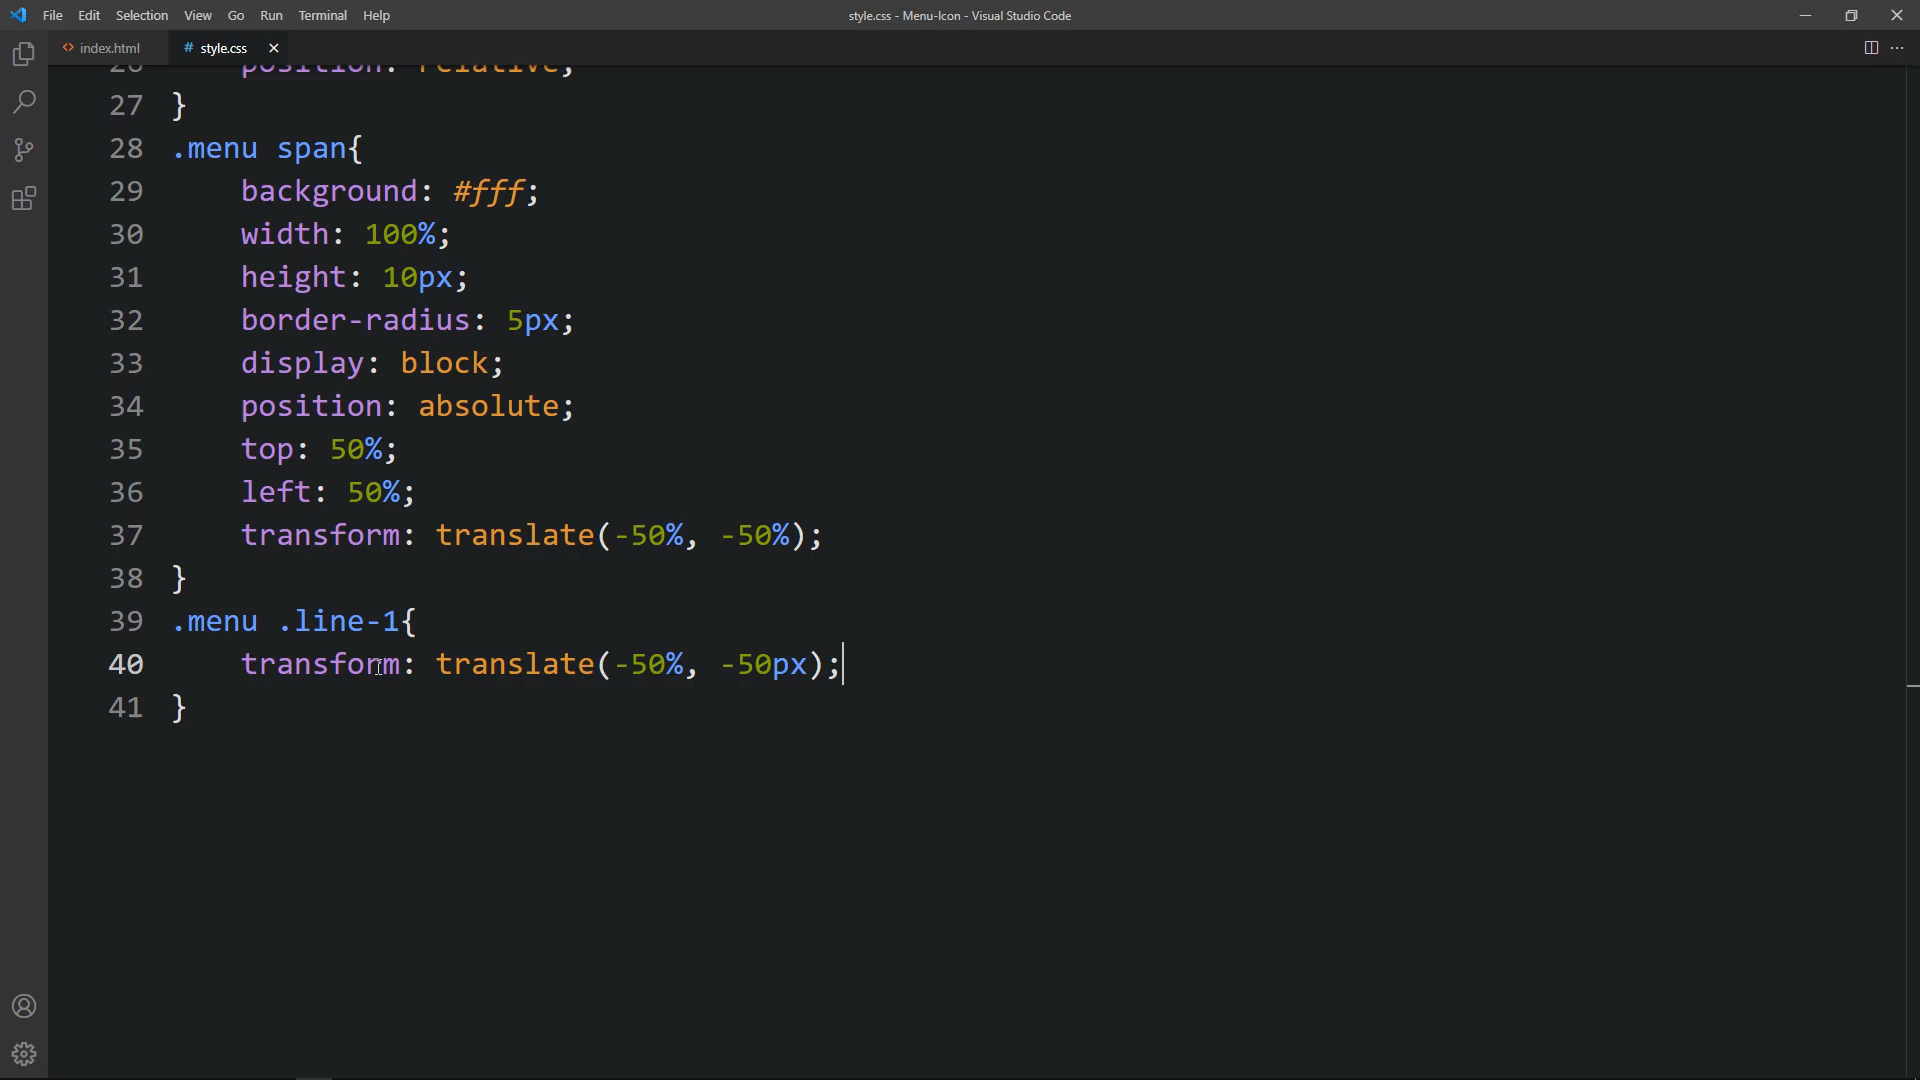 File Edit Selection View Go Run Terminal Help
style.css - Menu-Icon - Visual Studio Code
<> index.html # style.css
26 position: relative;
27 }
28 .menu span{
29 background: #fff;
30 width: 100%;
31 height: 10px;
32 border-radius: 5px;
33 display: block;
34 position: absolute;
35 top: 50%;
36 left: 50%;
37 transform: translate(-50%, -50%);
38 }
39 .menu .line-1{
40 transform: translate(-50%, -50px);
41 }